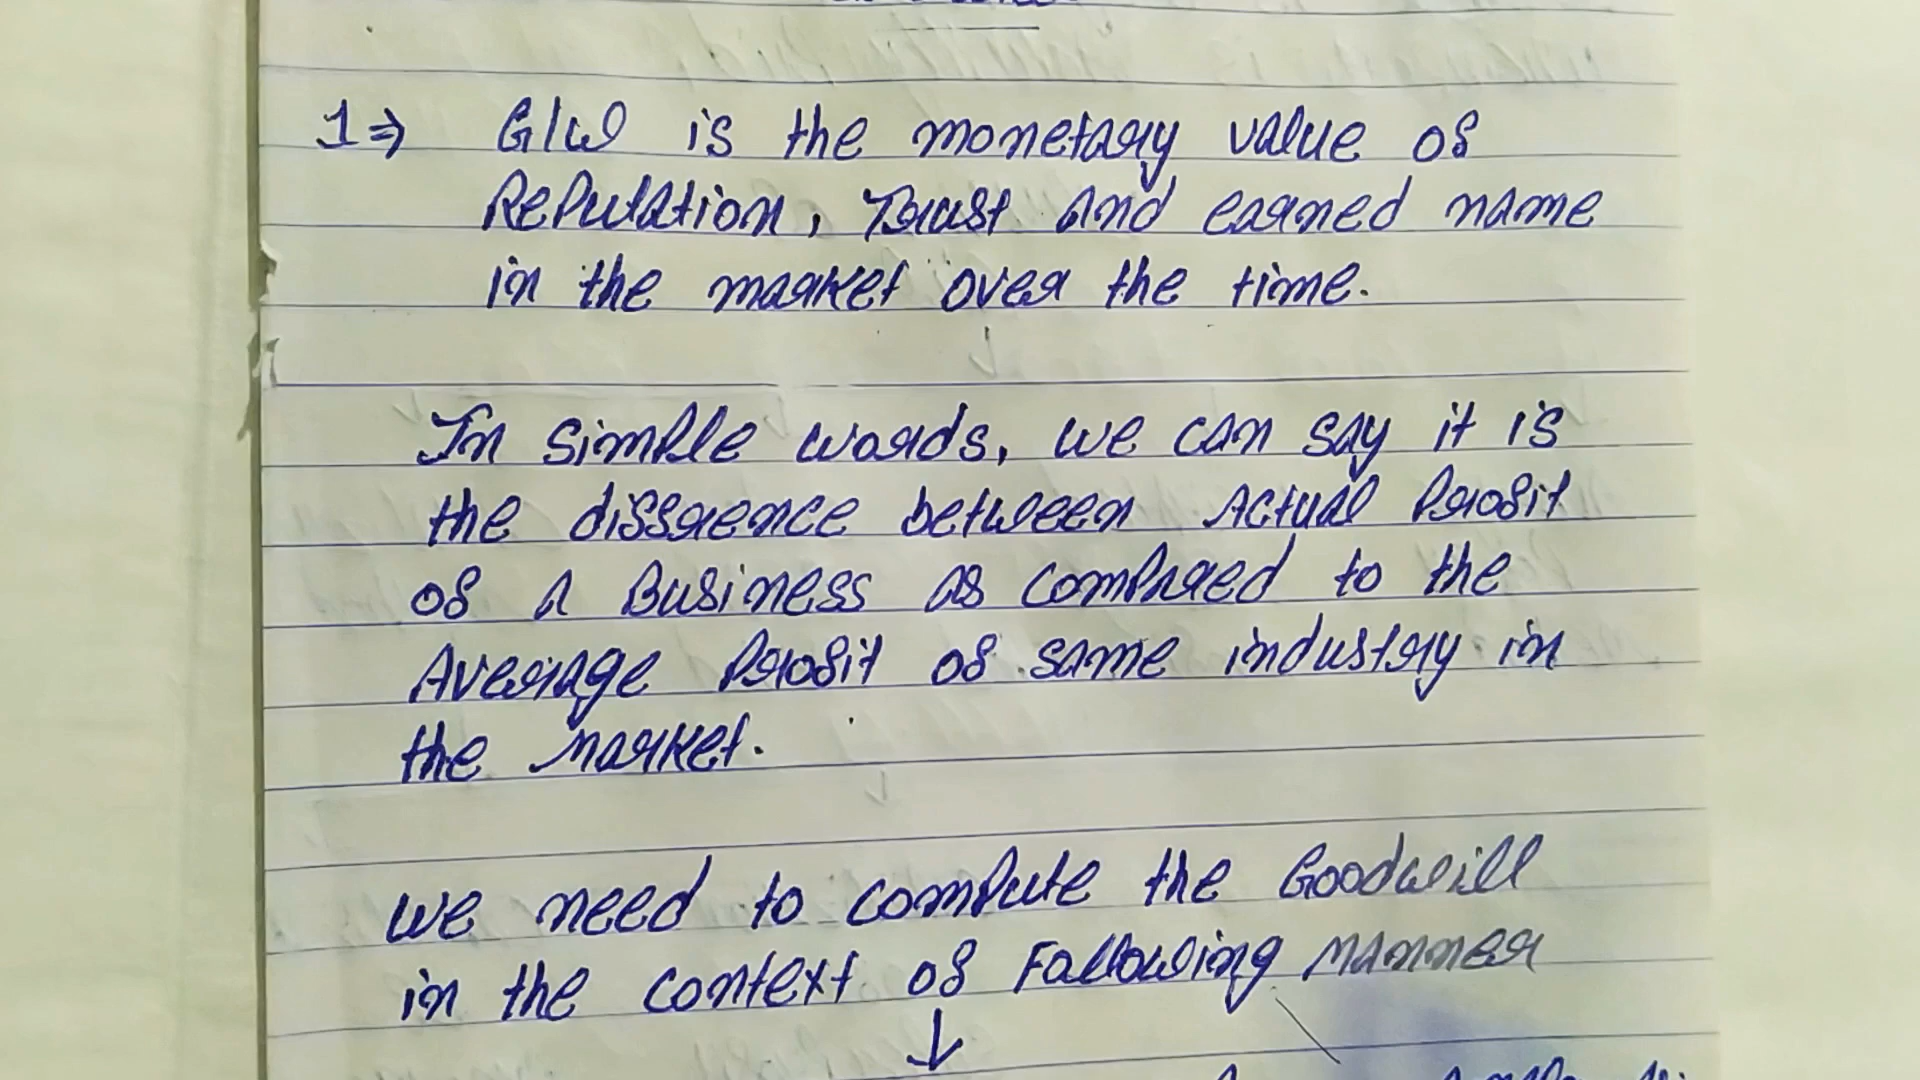 1⇒ G/W is the monetary value of
Reputation, Trust and earned name
in the market over the time.
In simple words, we can say it is
the diffrence between Actual Profit
of a Business as compared to the
Average Profit of same industry in
the market.
we need to compute the Goodwill
in the context of Following manner
↓